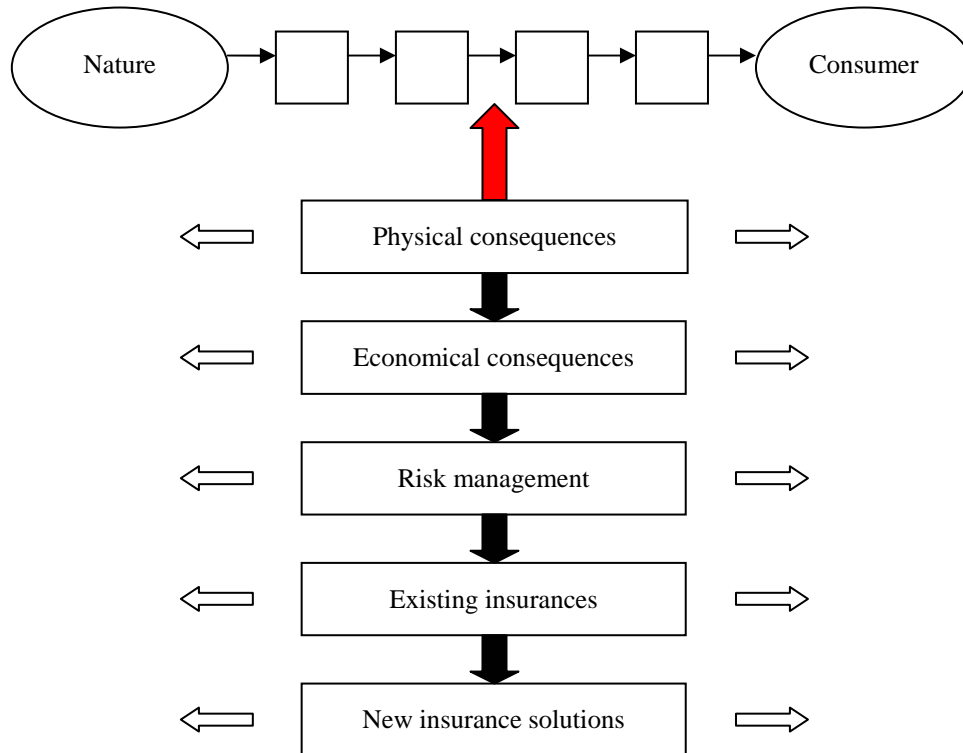 Nature
Consumer
Physical consequences
Economical consequences
Risk management
Existing insurances
New insurance solutions